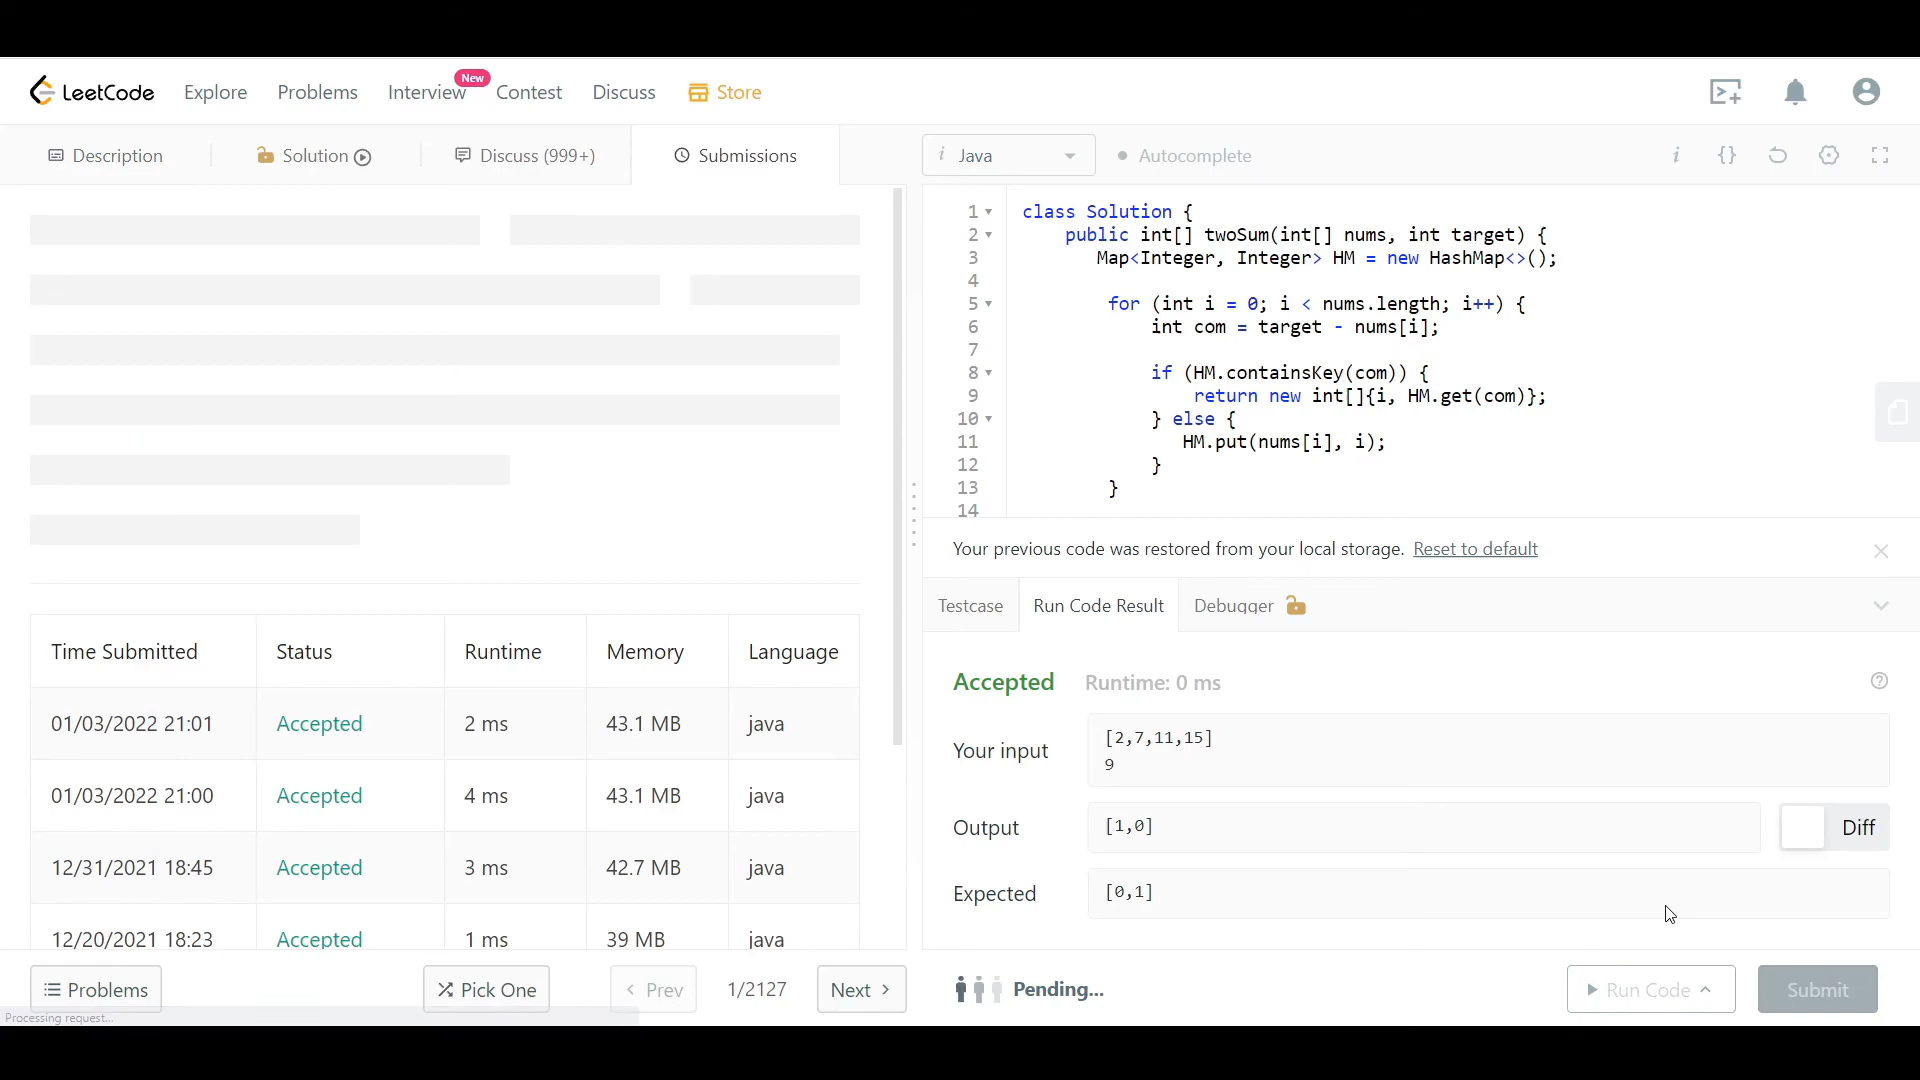 LeetCode Explore Problems Interview New Contest Discuss Store
Description Solution Discuss (999+) Submissions
i Java Autocomplete i {}
1 class Solution {
2 public int[] twoSum(int[] nums, int target) {
3 Map<Integer, Integer> HM = new HashMap<>();
4
5 for (int i = 0; i < nums.length; i++) {
6 int com = target - nums[i];
7
8 if (HM.containsKey(com)) {
9 return new int[]{i, HM.get(com)};
10 } else {
11 HM.put(nums[i], i);
12 }
13 }
14
Your previous code was restored from your local storage. Reset to default
Testcase Run Code Result Debugger
Accepted Runtime: 0 ms
Your input
[2,7,11,15]
9
Output [1,0] Diff
Expected [0,1]
Time Submitted Status Runtime Memory Language
01/03/2022 21:01 Accepted 2 ms 43.1 MB java
01/03/2022 21:00 Accepted 4 ms 43.1 MB java
12/31/2021 18:45 Accepted 3 ms 42.7 MB java
12/20/2021 18:23 Accepted 1 ms 39 MB java
Problems Pick One Prev 1/2127 Next Pending... Run Code Submit
Processing request...